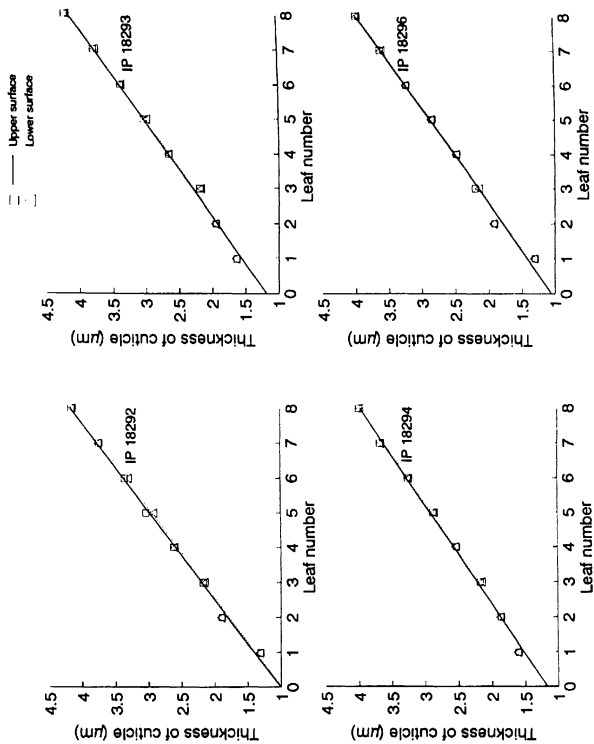 Upper surface
Lower surface
4.5
4
3.5
3
2.5
2
1.5
1
Thickness of cuticle (μm)
IP 18292
0 1 2 3 4 5 6 7 8
Leaf number
4.5
4
3.5
3
2.5
2
1.5
1
Thickness of cuticle (μm)
IP 18293
0 1 2 3 4 5 6 7 8
Leaf number
4.5
4
3.5
3
2.5
2
1.5
1
Thickness of cuticle (μm)
IP 18294
0 1 2 3 4 5 6 7 8
Leaf number
4.5
4
3.5
3
2.5
2
1.5
1
Thickness of cuticle (μm)
IP 18296
0 1 2 3 4 5 6 7 8
Leaf number